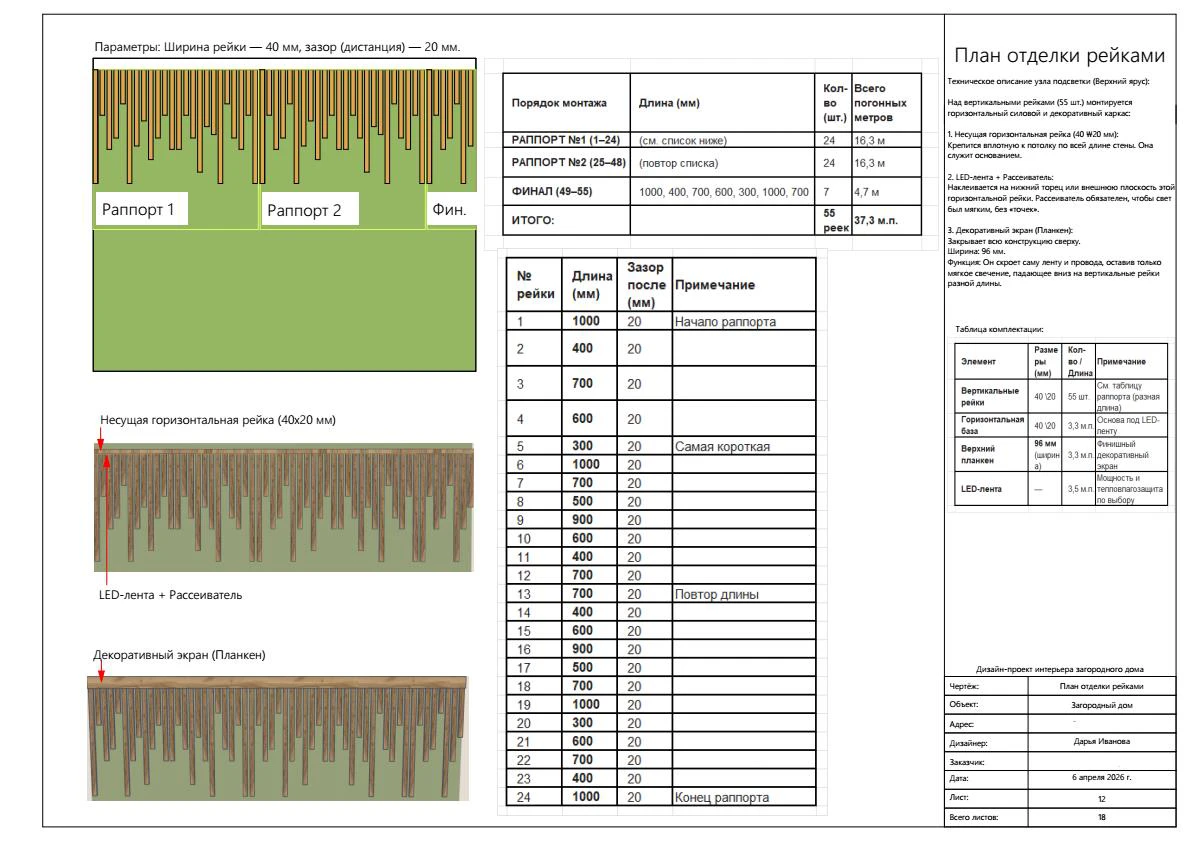 Параметры: Ширина рейки — 40 мм, зазор (дистанция) — 20 мм.
Раппорт 1
Раппорт 2
Фин.
Несущая горизонтальная рейка (40х20 мм)
LED-лента + Рассеиватель
Декоративный экран (Планкен)
Порядок монтажа Длина (мм) Кол-во (шт.) Всего погонных метров
РАППОРТ №1 (1–24) (см. список ниже) 24 16,3 м
РАППОРТ №2 (25–48) (повтор списка) 24 16,3 м
ФИНАЛ (49–55) 1000, 400, 700, 600, 300, 1000, 700 7 4,7 м
ИТОГО: 55 реек 37,3 м.п.
№ рейки Длина (мм) Зазор после (мм) Примечание
1 1000 20 Начало раппорта
2 400 20
3 700 20
4 600 20
5 300 20 Самая короткая
6 1000 20
7 700 20
8 500 20
9 900 20
10 600 20
11 400 20
12 700 20
13 700 20 Повтор длины
14 400 20
15 600 20
16 900 20
17 500 20
18 700 20
19 1000 20
20 300 20
21 600 20
22 700 20
23 400 20
24 1000 20 Конец раппорта
План отделки рейками
Техническое описание узла подсветки (Верхний ярус):
Над вертикальными рейками (55 шт.) монтируется
горизонтальный силовой и декоративный каркас:
1. Несущая горизонтальная рейка (40 ₩20 мм):
Крепится вплотную к потолку по всей длине стены. Она
служит основанием.
2. LED-лента + Рассеиватель:
Наклеивается на нижний торец или внешнюю плоскость этой
горизонтальной рейки. Рассеиватель обязателен, чтобы свет
был мягким, без «точек».
3. Декоративный экран (Планкен):
Закрывает всю конструкцию сверху.
Ширина: 96 мм.
Функция: Он скроет саму ленту и провода, оставив только
мягкое свечение, падающее вниз на вертикальные рейки
разной длины.
Таблица комплектации:
Элемент Разме ры (мм) Кол-во / Длина Примечание
Вертикальные рейки 40 \20 55 шт. См. таблицу раппорта (разная длина)
Горизонтальная база 40 \20 3,3 м.п. Основа под LED-ленту
Верхний планкен 96 мм (ширин а) 3,3 м.п. Финишный декоративный экран
LED-лента — 3,5 м.п. Мощность и тепловлагозащита по выбору
Дизайн-проект интерьера загородного дома
Чертёж: План отделки рейками
Объект: Загородный дом
Адрес: -
Дизайнер: Дарья Иванова
Заказчик:
Дата: 6 апреля 2026 г.
Лист: 12
Всего листов: 18